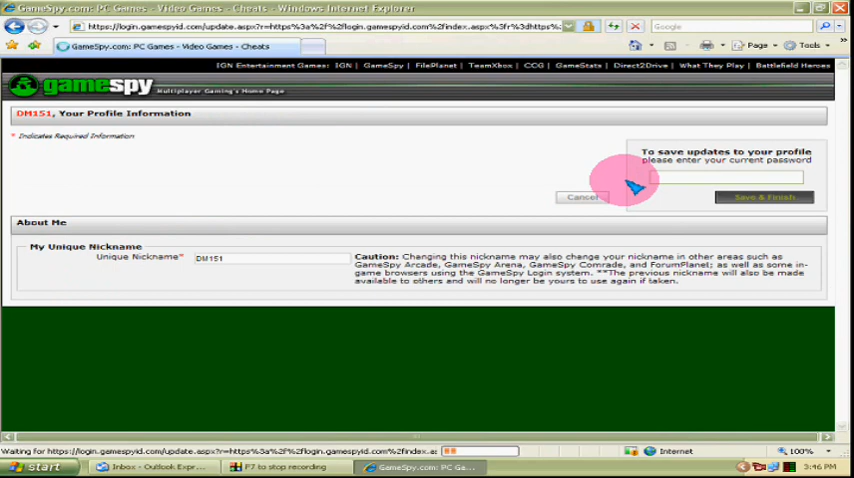 GameSpy.com: PC Games - Video Games - Cheats - Windows Internet Explorer
https://login.gamespyid.com/update.aspx?r=https%3a%2f%2flogin.gamespyid.com%2findex.aspx%3fr%3dhttps%3
Google
GameSpy.com: PC Games - Video Games - Cheats
Page
Tools
IGN Entertainment Games: IGN | GameSpy | FilePlanet | TeamXbox | CCG | GameStats | Direct2Drive | What They Play | Battlefield Heroes
gamespy Multiplayer Gaming's Home Page
DM151, Your Profile Information
* Indicates Required Information
To save updates to your profile
please enter your current password
Cancel
Save & Finish
About Me
My Unique Nickname
Unique Nickname* DM151
Caution: Changing this nickname may also change your nickname in other areas such as
GameSpy Arcade, GameSpy Arena, GameSpy Comrade, and ForumPlanet; as well as some in-
game browsers using the GameSpy Login system. **The previous nickname will also be made
available to others and will no longer be yours to use again if taken.
Waiting for https://login.gamespyid.com/update.aspx?r=https%3a%2f%2flogin.gamespyid.com%2findex.as
Internet
100%
start
Inbox - Outlook Expr...
F7 to stop recording
GameSpy.com: PC Ga...
3:46 PM